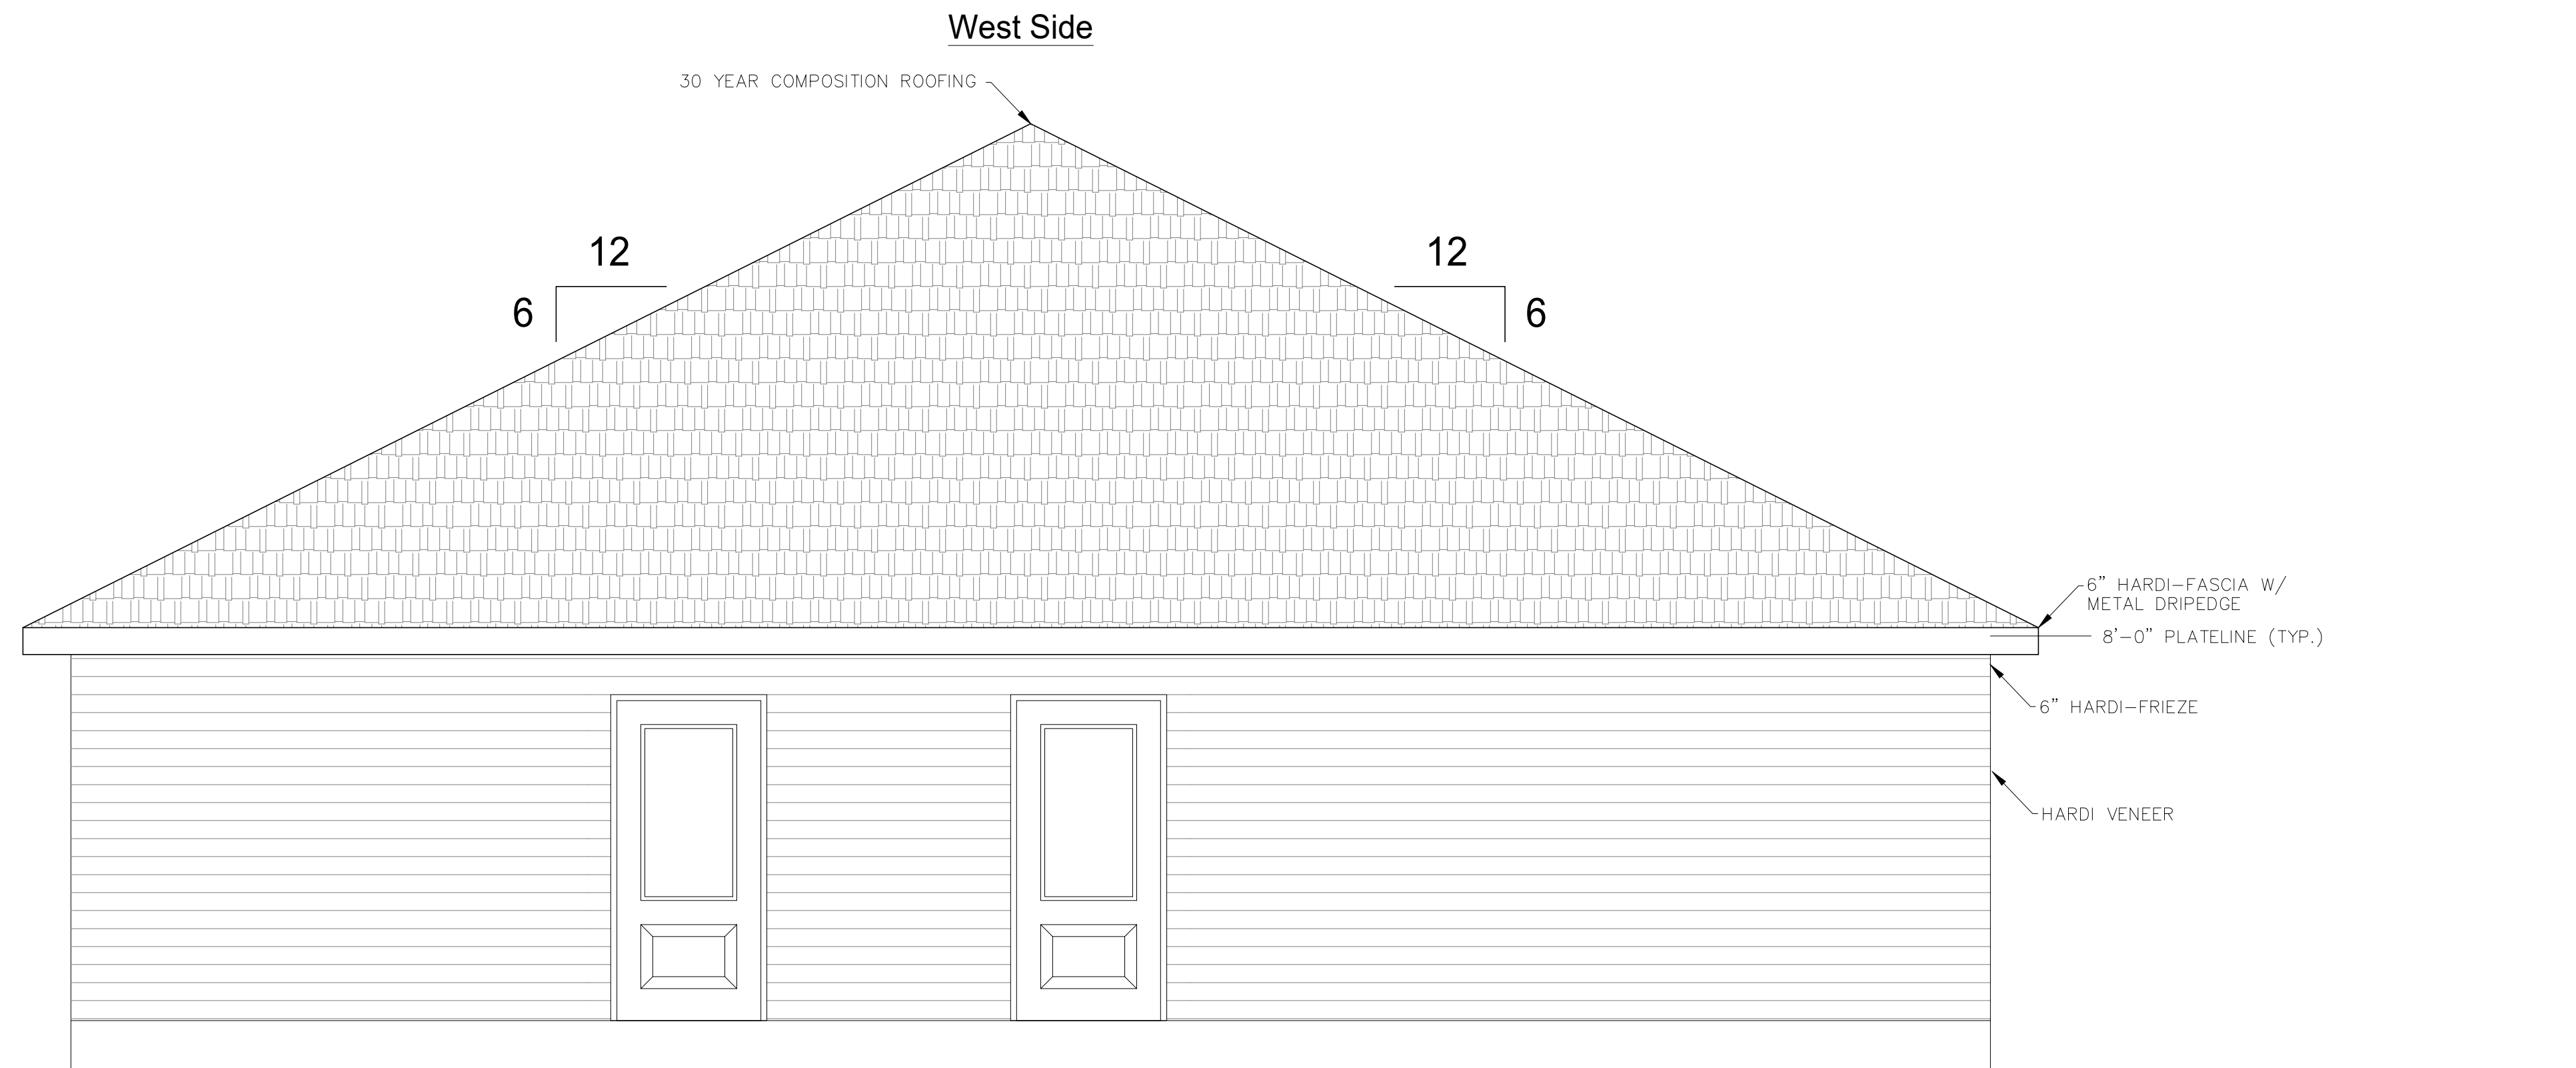 West Side
30 YEAR COMPOSITION ROOFING
12
12
6
6
6” HARDI–FASCIA W/
METAL DRIPEDGE
8’–0” PLATELINE (TYP.)
6” HARDI–FRIEZE
HARDI VENEER